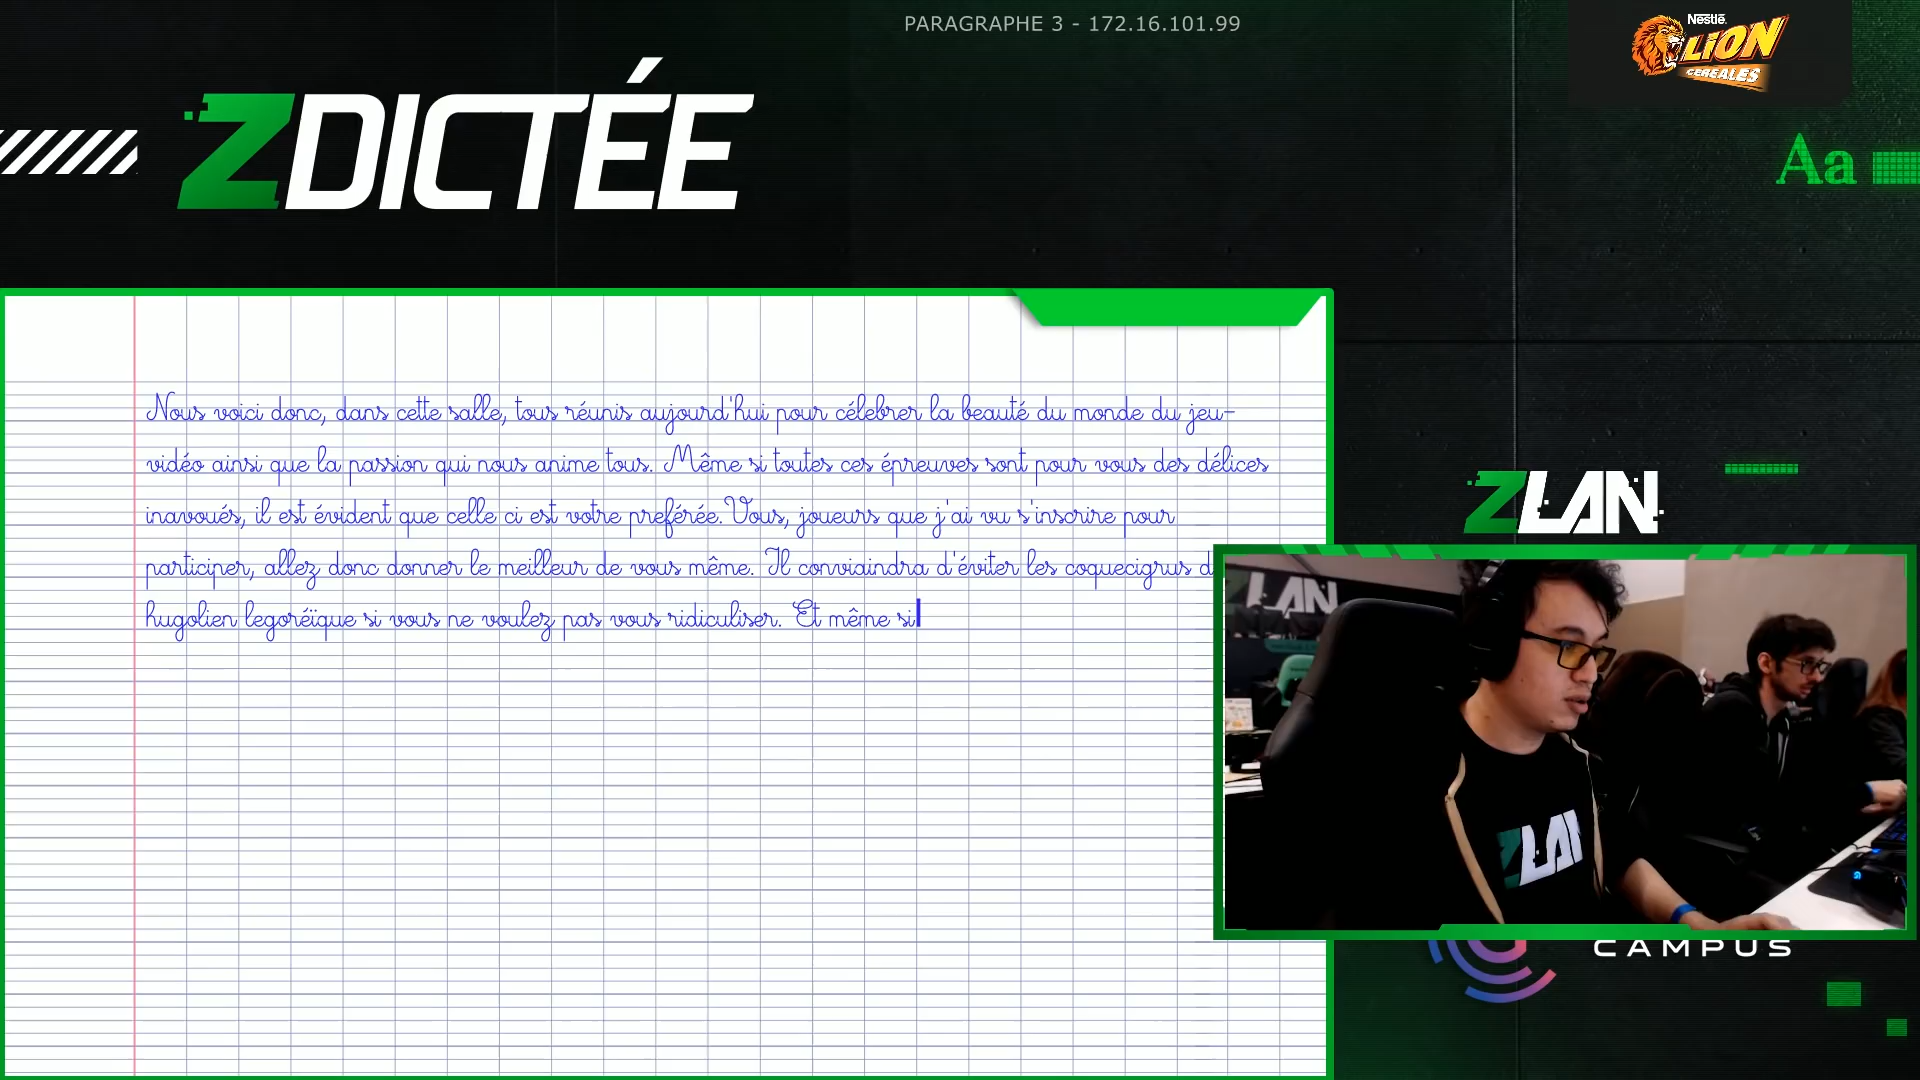 PARAGRAPHE 3 - 172.16.101.99
Nestlé
LION
CEREALES
ZDICTÉE
Aa
Nous voici donc, dans cette salle, tous réunis aujourd'hui pour célebrer la beauté du monde du jeu-
vidéo ainsi que la passion qui nous anime tous. Même si toutes ces épreuves sont pour vous des délices
inavoués, il est évident que celle ci est votre preférée. Vous, joueurs que j'ai vu s'inscrire pour
participer, allez donc donner le meilleur de vous même. Il conviaindra d'éviter les coquecigrus d
hugolien legoréïque si vous ne voulez pas vous ridiculiser. Et même si
ZLAN
ZLAN
ZLAN
CAMPUS